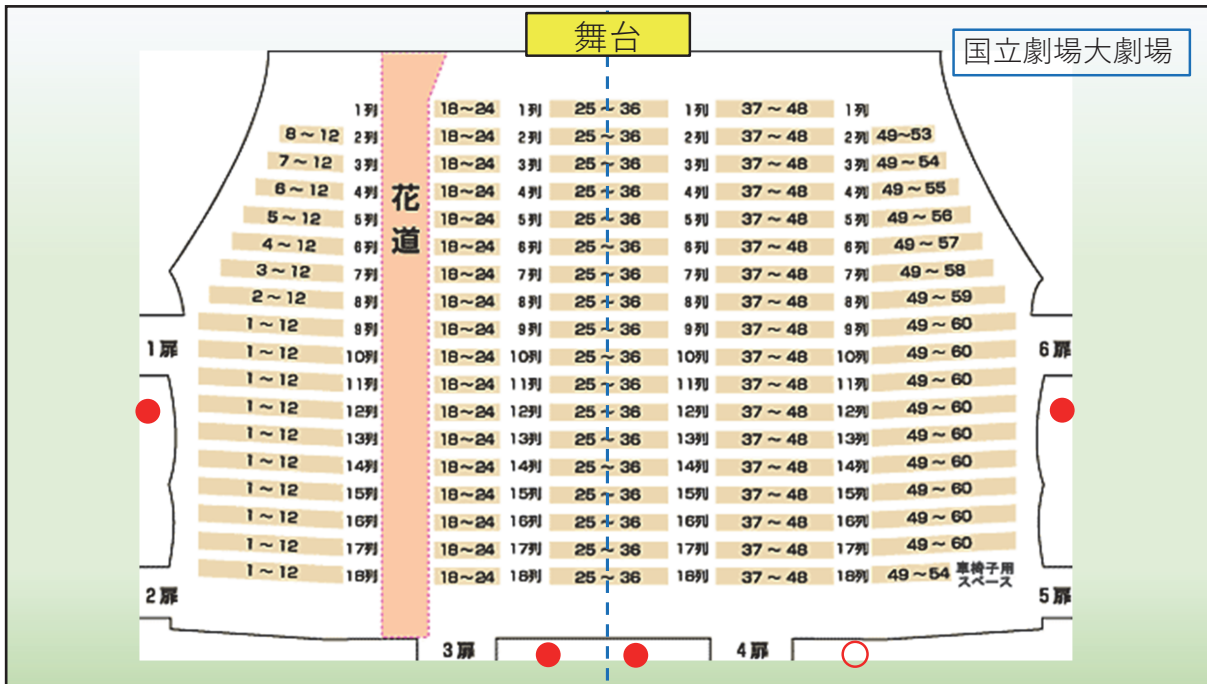 舞台
国立劇場大劇場
1列 18~24 1列 25~36 1列 37~48 1列
8~12 2列 18~24 2列 25~36 2列 37~48 2列 49~53
7~12 3列 18~24 3列 25~36 3列 37~48 3列 49~54
6~12 4列 18~24 4列 25~36 4列 37~48 4列 49~55
5~12 5列 18~24 5列 25~36 5列 37~48 5列 49~56
4~12 6列 18~24 6列 25~36 6列 37~48 6列 49~57
3~12 7列 18~24 7列 25~36 7列 37~48 7列 49~58
2~12 8列 18~24 8列 25~36 8列 37~48 8列 49~59
1~12 9列 18~24 9列 25~36 9列 37~48 9列 49~60
1~12 10列 18~24 10列 25~36 10列 37~48 10列 49~60
1~12 11列 18~24 11列 25~36 11列 37~48 11列 49~60
1~12 12列 18~24 12列 25~36 12列 37~48 12列 49~60
1~12 13列 18~24 13列 25~36 13列 37~48 13列 49~60
1~12 14列 18~24 14列 25~36 14列 37~48 14列 49~60
1~12 15列 18~24 15列 25~36 15列 37~48 15列 49~60
1~12 16列 18~24 16列 25~36 16列 37~48 16列 49~60
1~12 17列 18~24 17列 25~36 17列 37~48 17列 49~60
1~12 18列 18~24 18列 25~36 18列 37~48 18列 49~54 車椅子用
スペース
花道
1扉
6扉
2扉
5扉
3扉
4扉